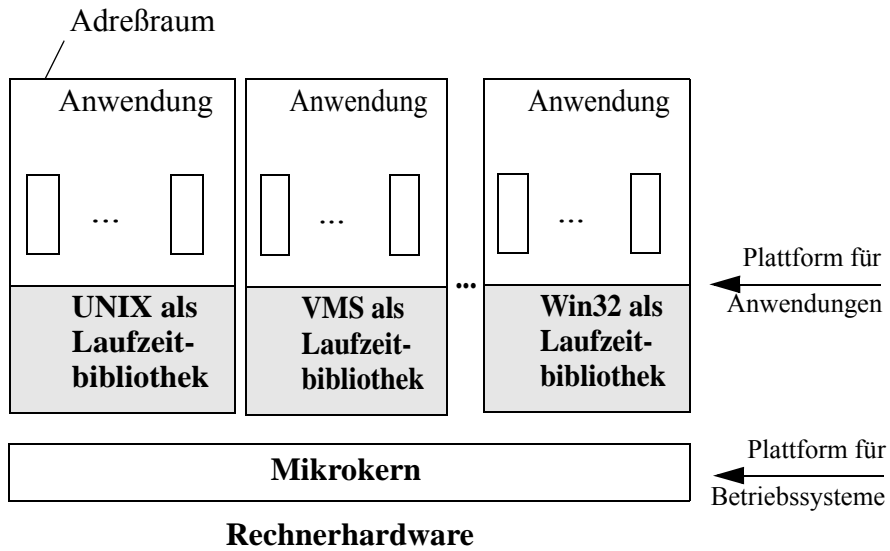 Adreßraum
Anwendung
Anwendung
Anwendung
...
...
...
...
UNIX als
Laufzeit-
bibliothek
VMS als
Laufzeit-
bibliothek
Win32 als
Laufzeit-
bibliothek
Plattform für
Anwendungen
Mikrokern
Plattform für
Betriebssysteme
Rechnerhardware